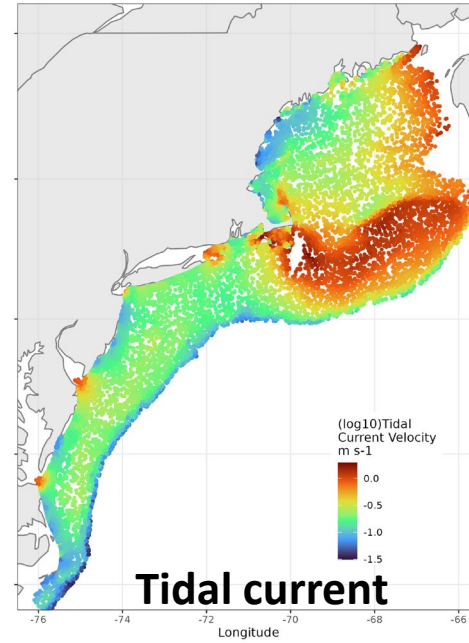 (log10)Tidal
Current Velocity
m s-1
0.0
-0.5
-1.0
-1.5
Tidal current
-76 -74 -72 -70 -68 -66
Longitude